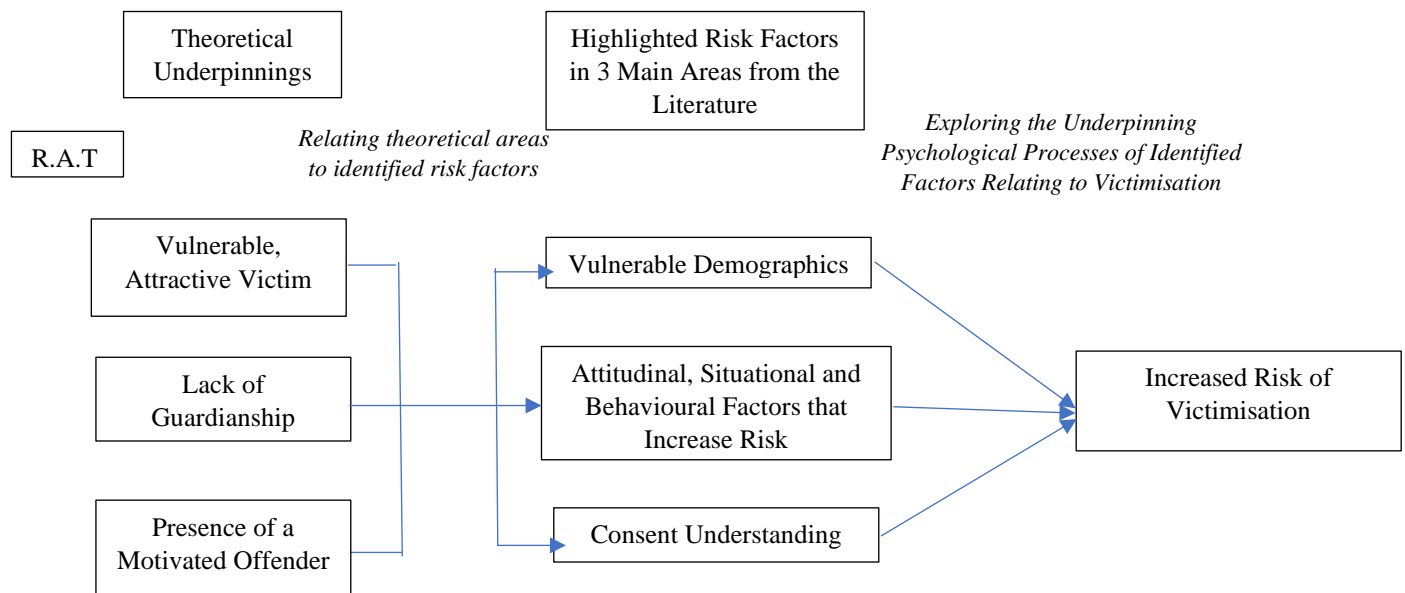 Theoretical
Underpinnings
Highlighted Risk Factors
in 3 Main Areas from the
Literature
R.A.T
Relating theoretical areas
to identified risk factors
Exploring the Underpinning
Psychological Processes of Identified
Factors Relating to Victimisation
Vulnerable,
Attractive Victim
Vulnerable Demographics
Lack of
Guardianship
Attitudinal, Situational and
Behavioural Factors that
Increase Risk
Increased Risk of
Victimisation
Presence of a
Motivated Offender
Consent Understanding